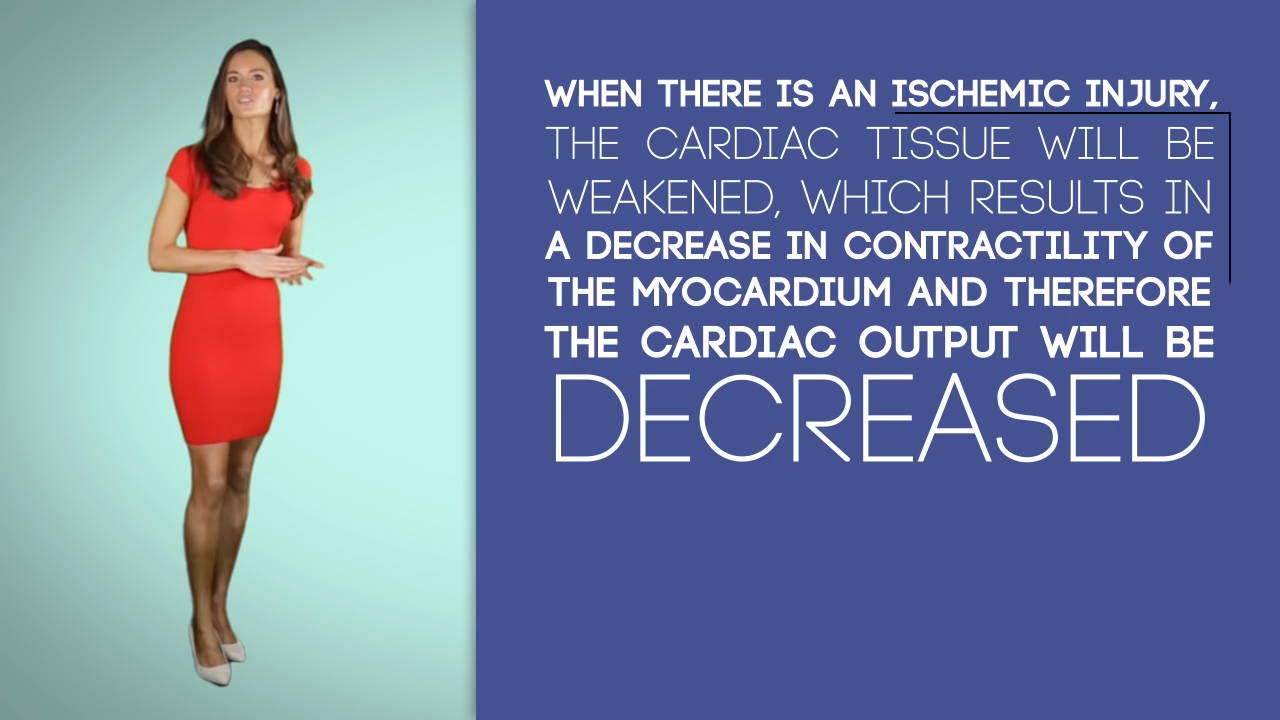 WHEN THERE IS AN ISCHEMIC INJURY,
THE CARDIAC TISSUE WILL BE
WEAKENED, WHICH RESULTS IN
A DECREASE IN CONTRACTILITY OF
THE MYOCARDIUM AND THEREFORE
THE CARDIAC OUTPUT WILL BE
DECREASED